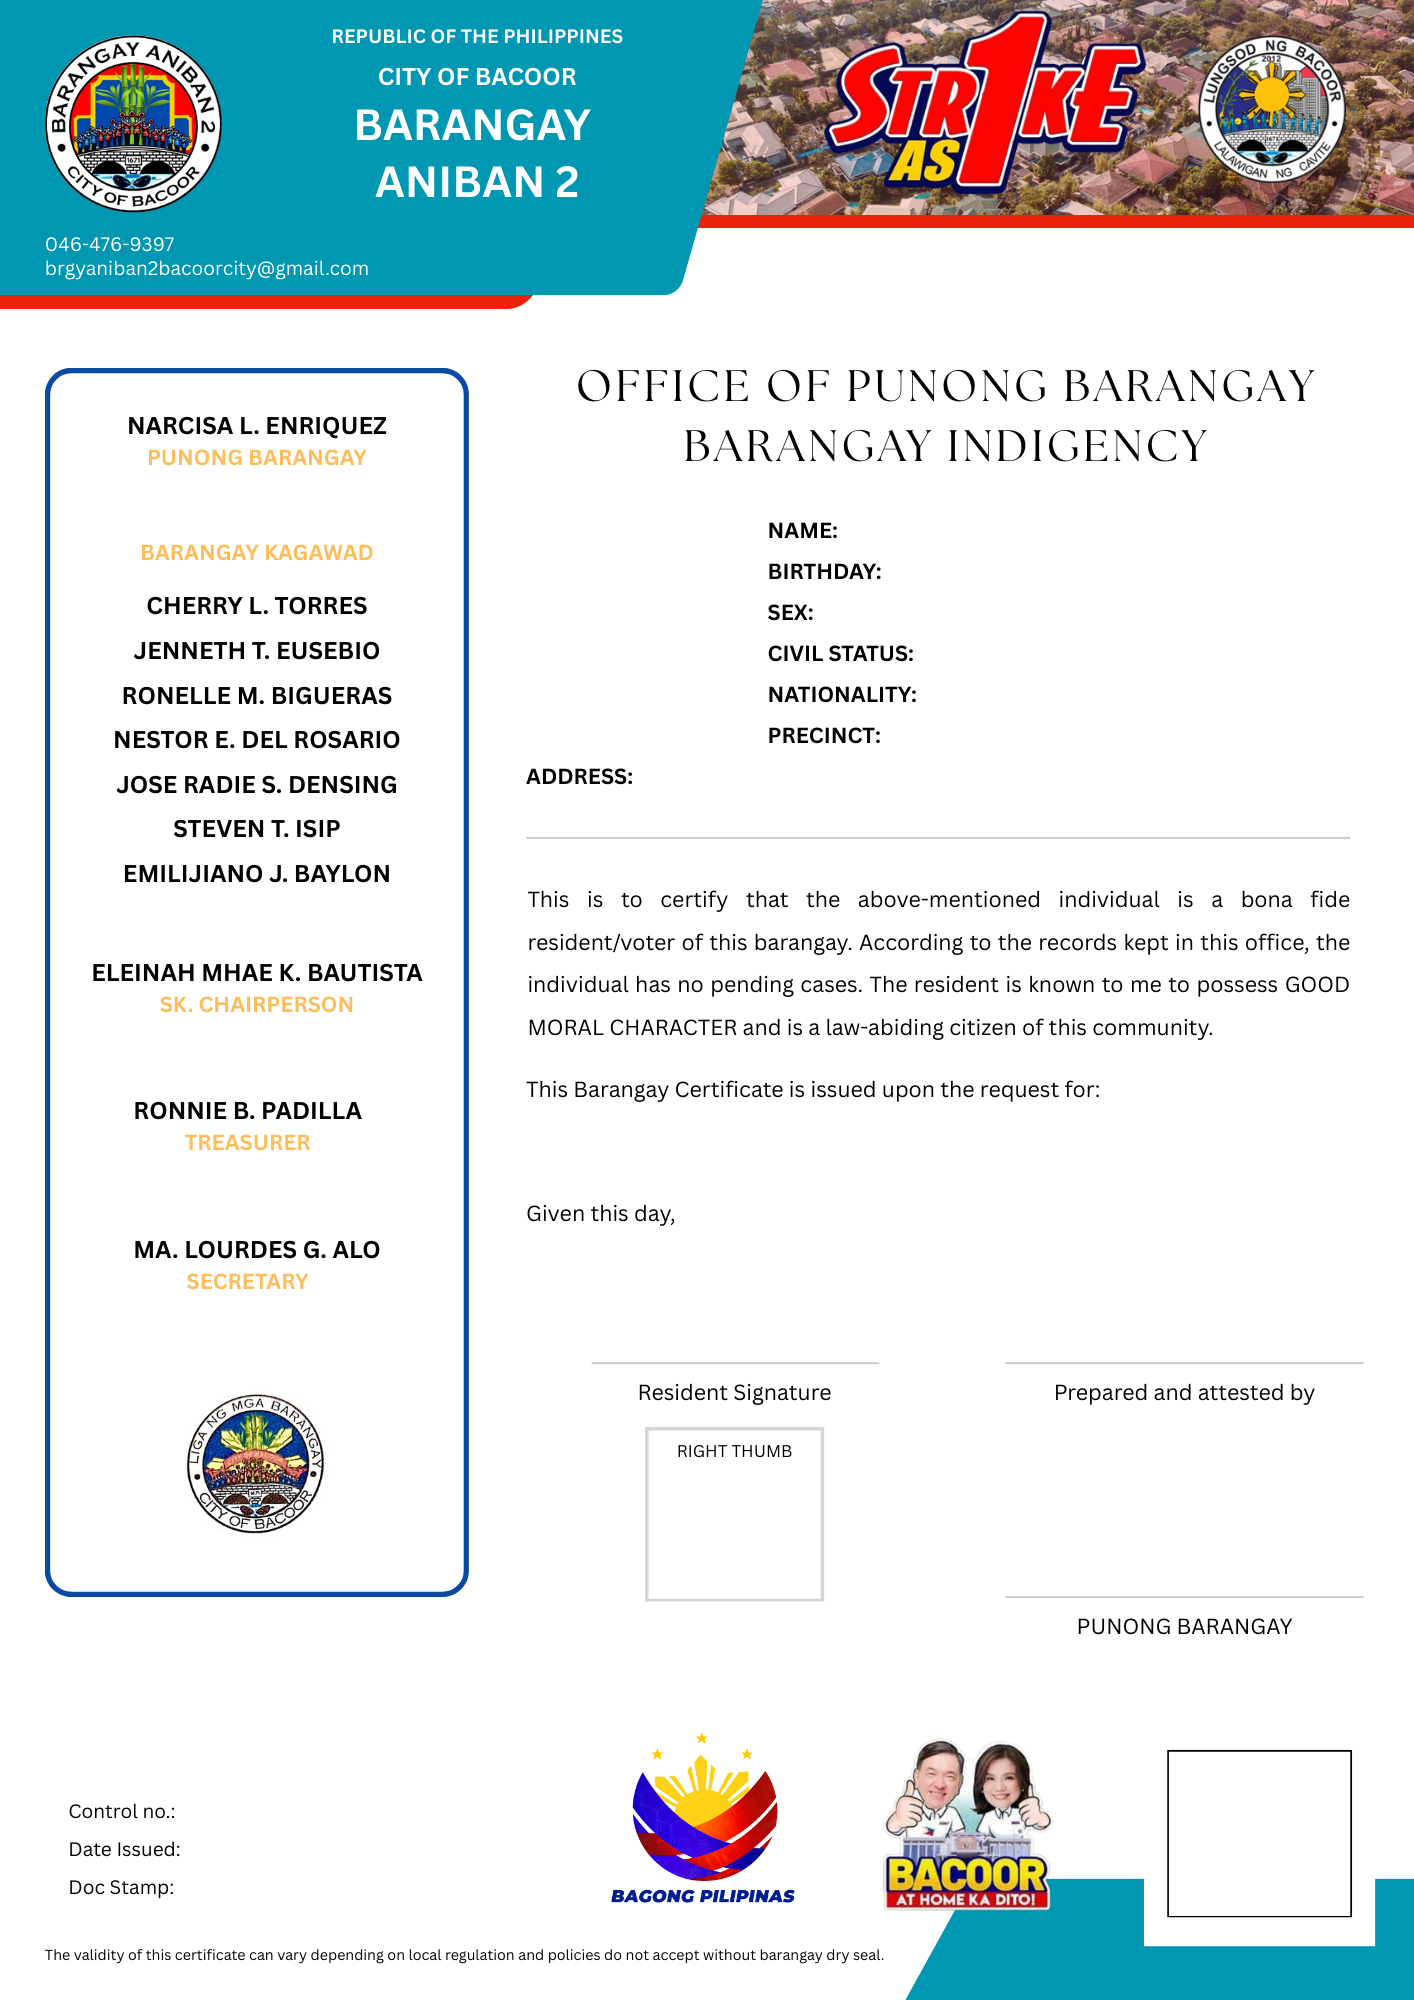 BARANGAY ANIBAN 2
1671
CITY OF BACOOR
REPUBLIC OF THE PHILIPPINES
CITY OF BACOOR
BARANGAY
ANIBAN 2
046-476-9397
brgyaniban2bacoorcity@gmail.com
STR1KE
AS
LUNGSOD NG BACOOR
2012
1671
LALAWIGAN NG CAVITE
NARCISA L. ENRIQUEZ
PUNONG BARANGAY
BARANGAY KAGAWAD
CHERRY L. TORRES
JENNETH T. EUSEBIO
RONELLE M. BIGUERAS
NESTOR E. DEL ROSARIO
JOSE RADIE S. DENSING
STEVEN T. ISIP
EMILIJIANO J. BAYLON
ELEINAH MHAE K. BAUTISTA
SK. CHAIRPERSON
RONNIE B. PADILLA
TREASURER
MA. LOURDES G. ALO
SECRETARY
LIGA NG MGA BARANGAY
1671
CITY OF BACOOR
OFFICE OF PUNONG BARANGAY
BARANGAY INDIGENCY
NAME:
BIRTHDAY:
SEX:
CIVIL STATUS:
NATIONALITY:
PRECINCT:
ADDRESS:
This is to certify that the above-mentioned individual is a bona fide
resident/voter of this barangay. According to the records kept in this office, the
individual has no pending cases. The resident is known to me to possess GOOD
MORAL CHARACTER and is a law-abiding citizen of this community.
This Barangay Certificate is issued upon the request for:
Given this day,
Resident Signature
Prepared and attested by
RIGHT THUMB
PUNONG BARANGAY
Control no.:
Date Issued:
Doc Stamp:
BAGONG PILIPINAS
BACOOR
AT HOME KA DITO!
The validity of this certificate can vary depending on local regulation and policies do not accept without barangay dry seal.